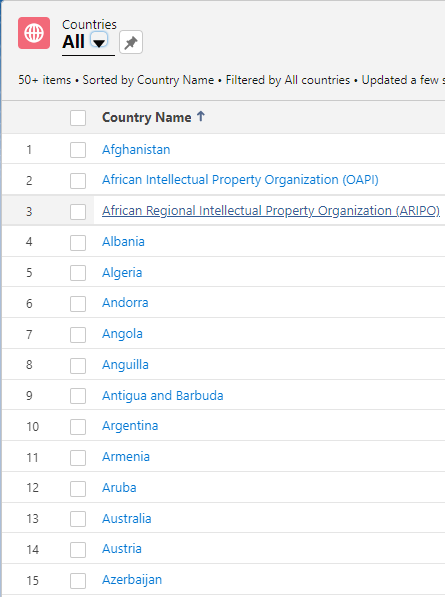 Countries
All
50+ items • Sorted by Country Name • Filtered by All countries • Updated a few
Country Name
1 Afghanistan
2 African Intellectual Property Organization (OAPI)
3 African Regional Intellectual Property Organization (ARIPO)
4 Albania
5 Algeria
6 Andorra
7 Angola
8 Anguilla
9 Antigua and Barbuda
10 Argentina
11 Armenia
12 Aruba
13 Australia
14 Austria
15 Azerbaijan